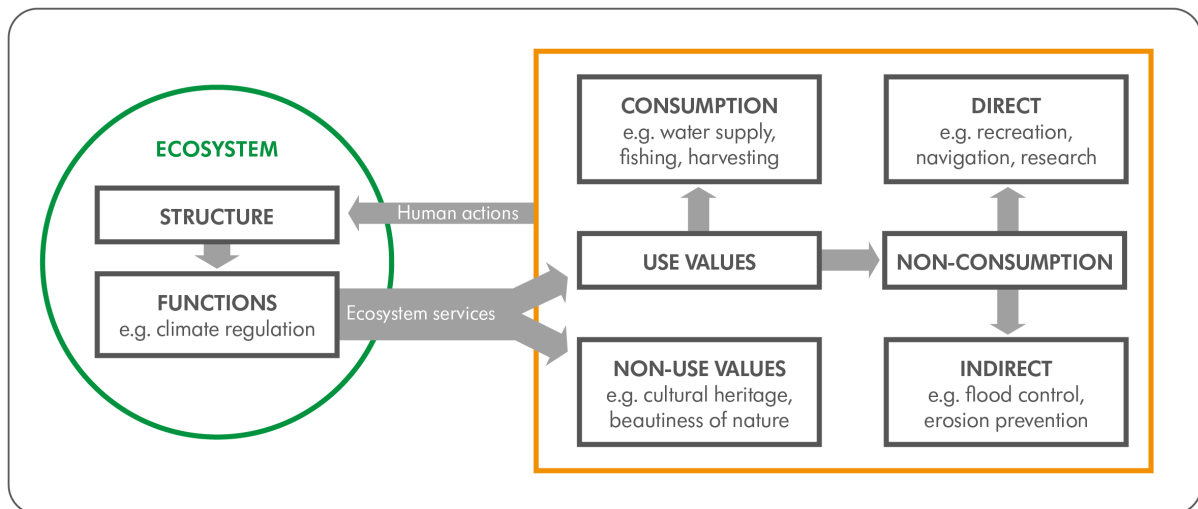 ECOSYSTEM
STRUCTURE
FUNCTIONS
e.g. climate regulation
Human actions
Ecosystem services
CONSUMPTION
e.g. water supply,
fishing, harvesting
USE VALUES
NON-USE VALUES
e.g. cultural heritage,
beautiness of nature
DIRECT
e.g. recreation,
navigation, research
NON-CONSUMPTION
INDIRECT
e.g. flood control,
erosion prevention